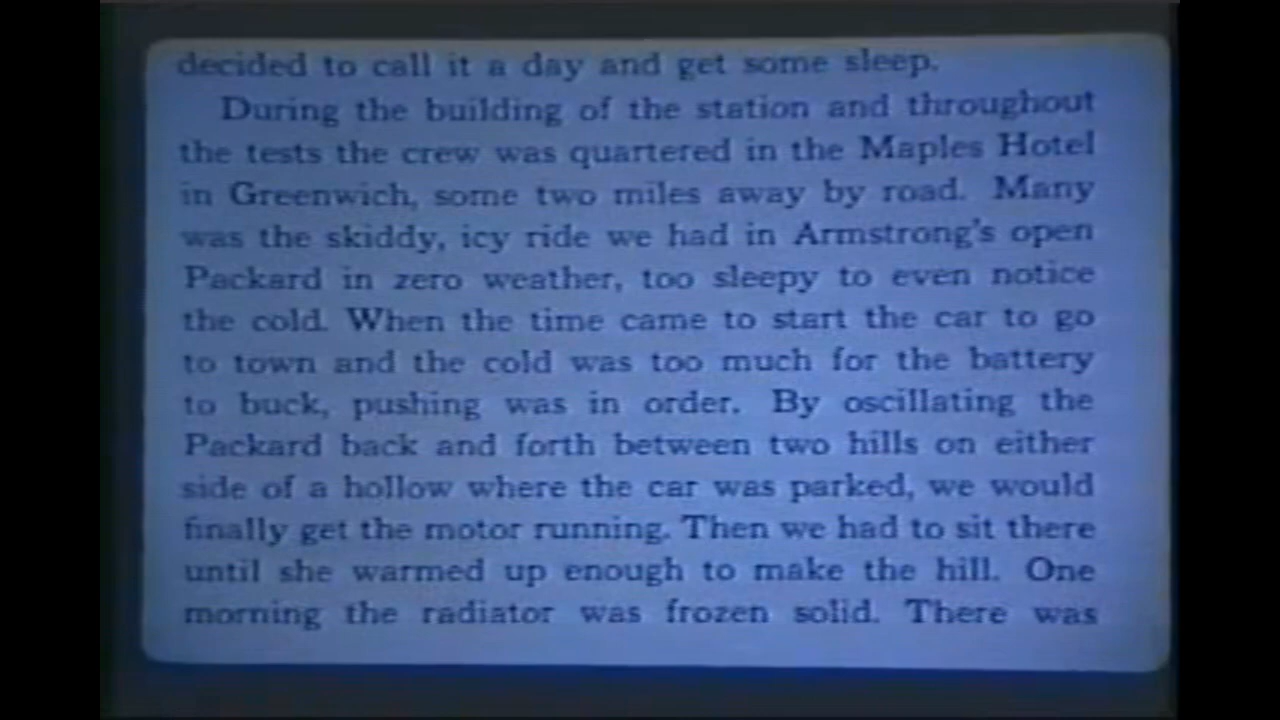 decided to call it a day and get some sleep.
During the building of the station and throughout
the tests the crew was quartered in the Maples Hotel
in Greenwich, some two miles away by road. Many
was the skiddy, icy ride we had in Armstrong's open
Packard in zero weather, too sleepy to even notice
the cold. When the time came to start the car to go
to town and the cold was too much for the battery
to buck, pushing was in order. By oscillating the
Packard back and forth between two hills on either
side of a hollow where the car was parked, we would
finally get the motor running. Then we had to sit there
until she warmed up enough to make the hill. One
morning the radiator was frozen solid. There was